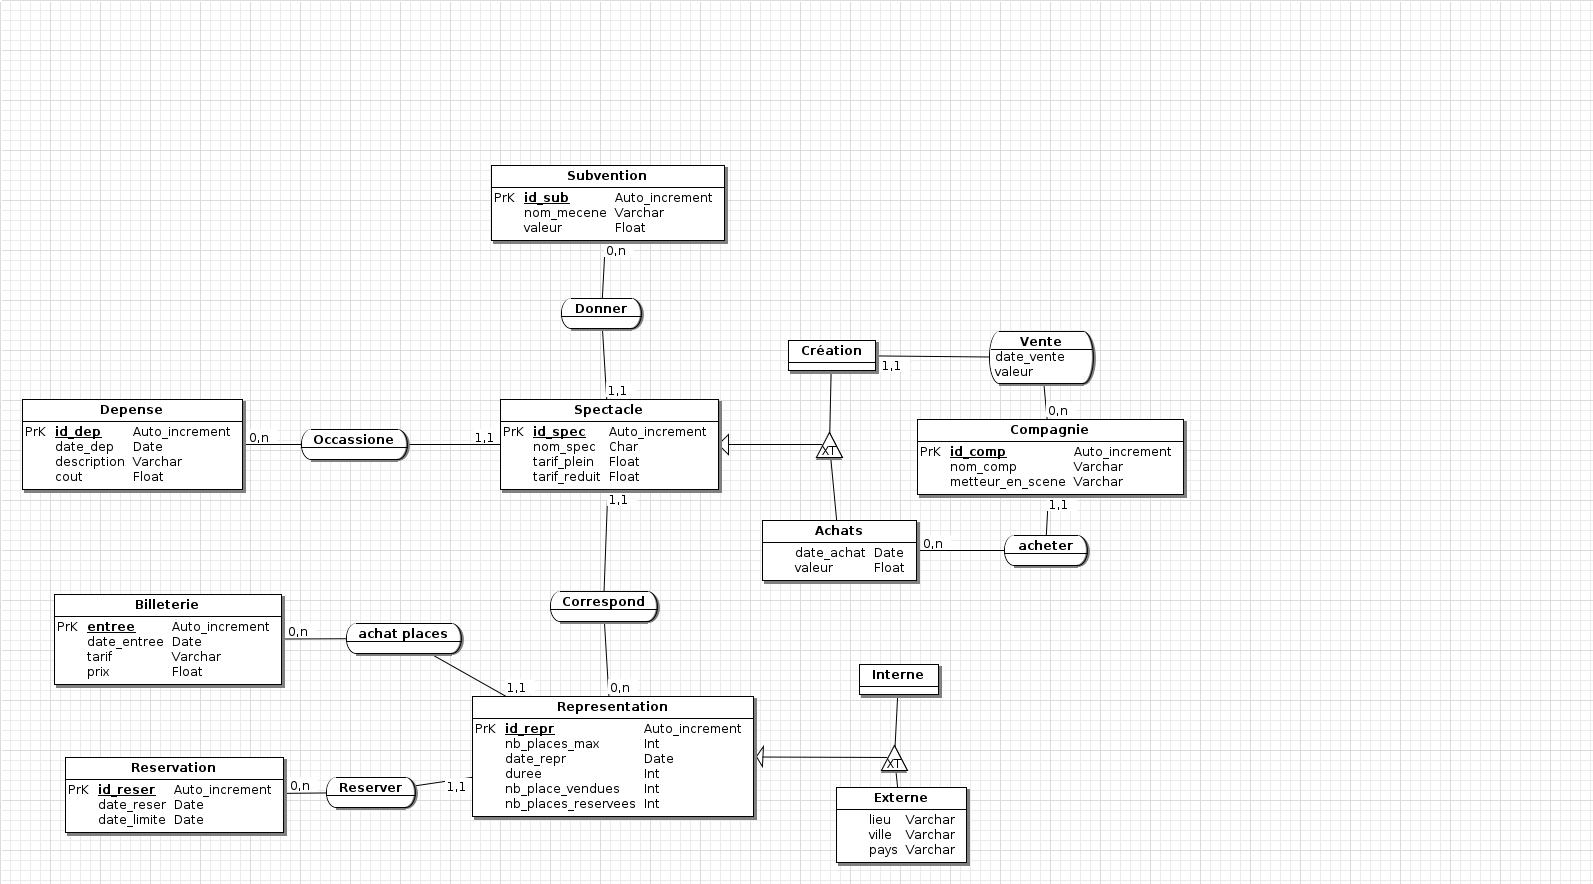 Subvention
PrK id_sub Auto_increment
nom_mecene Varchar
valeur Float
0,n
Donner
1,1
Création
1,1
Vente
date_vente
valeur
0,n
Depense
PrK id_dep Auto_increment
date_dep Date
description Varchar
cout Float
0,n
Occassione
1,1
Spectacle
PrK id_spec Auto_increment
nom_spec Char
tarif_plein Float
tarif_reduit Float
XT
Compagnie
PrK id_comp Auto_increment
nom_comp Varchar
metteur_en_scene Varchar
1,1
1,1
Achats
date_achat Date
valeur Float
0,n
acheter
Billeterie
PrK entree Auto_increment
date_entree Date
tarif Varchar
prix Float
0,n
achat places
1,1
Correspond
0,n
Representation
PrK id_repr Auto_increment
nb_places_max Int
date_repr Date
duree Int
nb_place_vendues Int
nb_places_reservees Int
Interne
XT
Reservation
PrK id_reser Auto_increment
date_reser Date
date_limite Date
0,n
Reserver
1,1
Externe
lieu Varchar
ville Varchar
pays Varchar